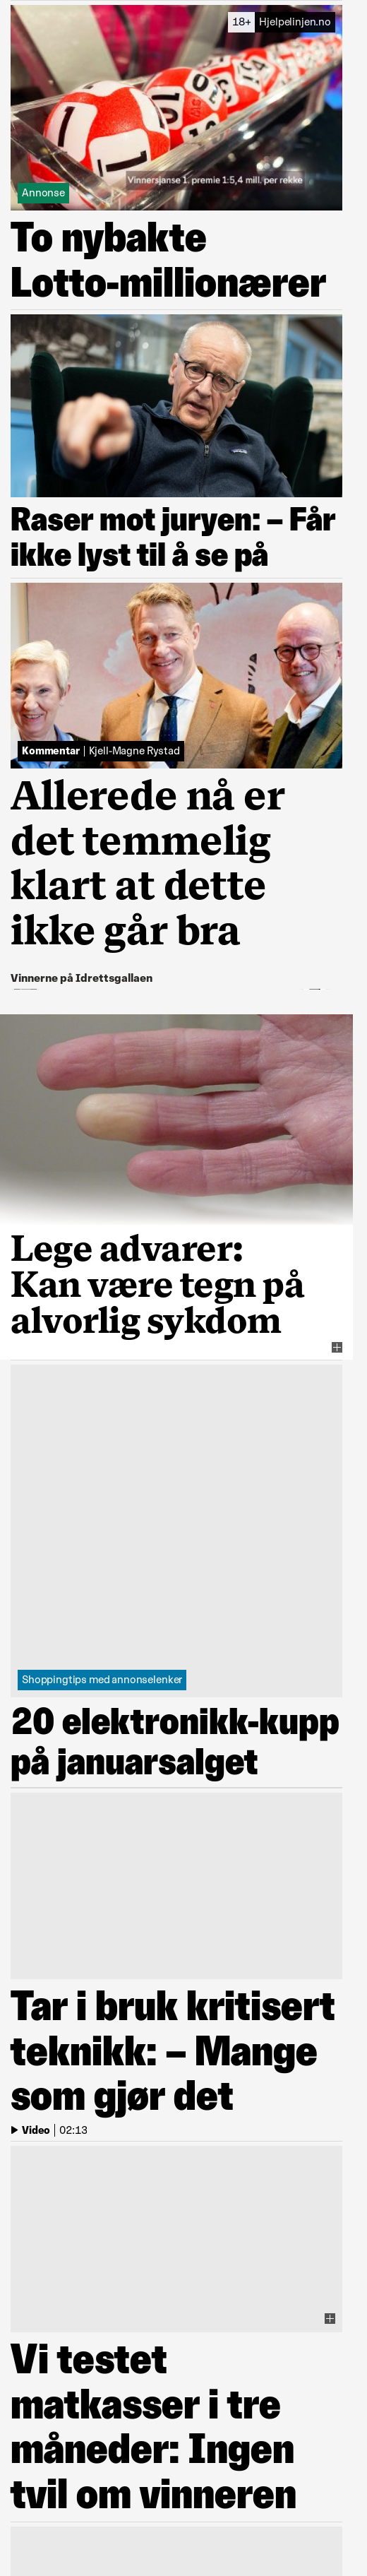 18+ Hjelpelinjen.no
Vinnersjanse 1. premie 1:5,4 mill. per rekke
Annonse
To nybakte
Lotto-millionærer
Raser mot juryen: – Får
ikke lyst til å se på
Kommentar | Kjell-Magne Rystad
Allerede nå er
det temmelig
klart at dette
ikke går bra
Vinnerne på Idrettsgallaen
Lege advarer:
Kan være tegn på
alvorlig sykdom
Shoppingtips med annonselenker
20 elektronikk-kupp
på januarsalget
Tar i bruk kritisert
teknikk: – Mange
som gjør det
Video | 02:13
Vi testet
matkasser i tre
måneder: Ingen
tvil om vinneren